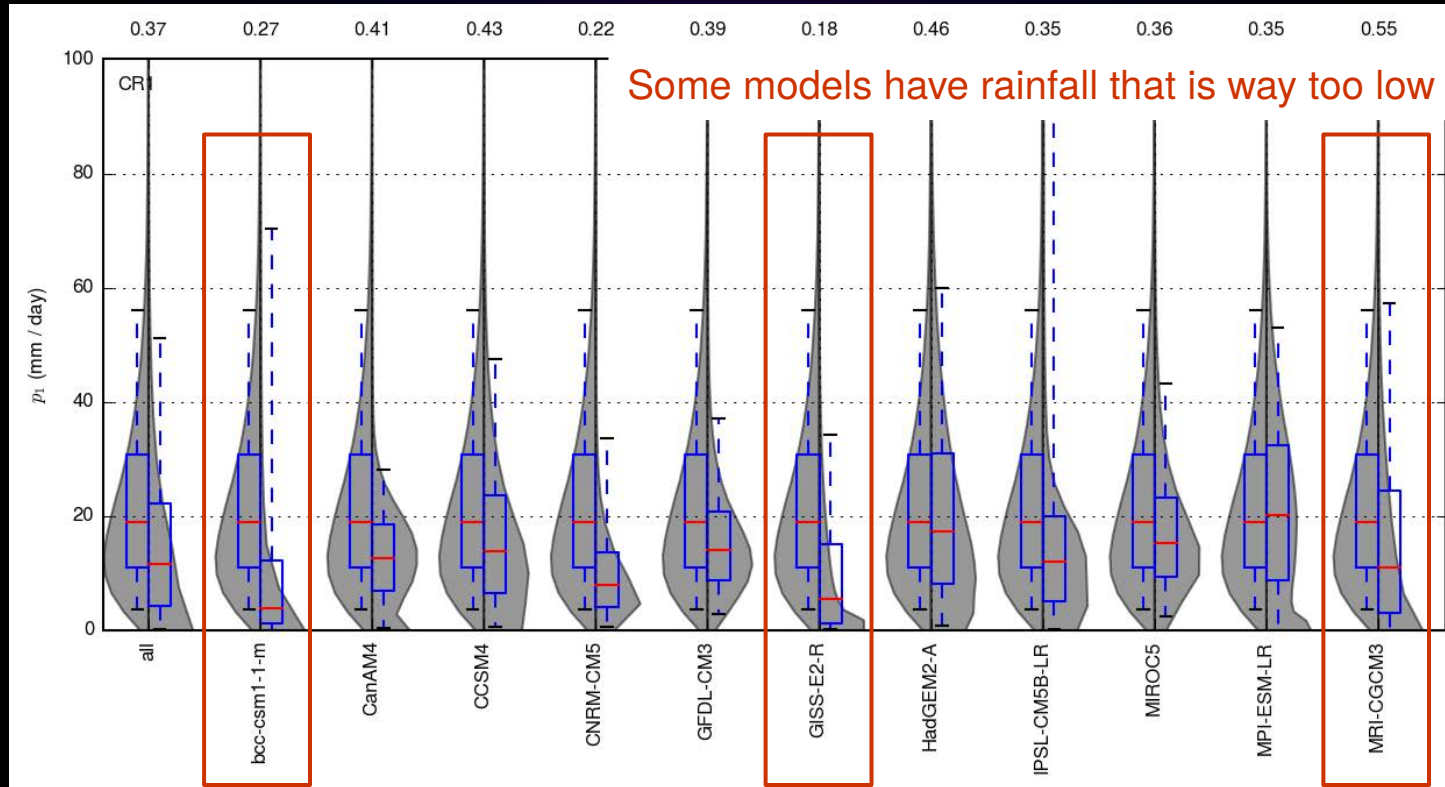 0.37 0.27 0.41 0.43 0.22 0.39 0.18 0.46 0.35 0.36 0.35 0.55
100
CR1
Some models have rainfall that is way too low
80
60
p1 (mm / day)
40
20
0
all
bcc-csm1-1-m
CanAM4
CCSM4
CNRM-CM5
GFDL-CM3
GISS-E2-R
HadGEM2-A
IPSL-CM5B-LR
MIROC5
MPI-ESM-LR
MRI-CGCM3